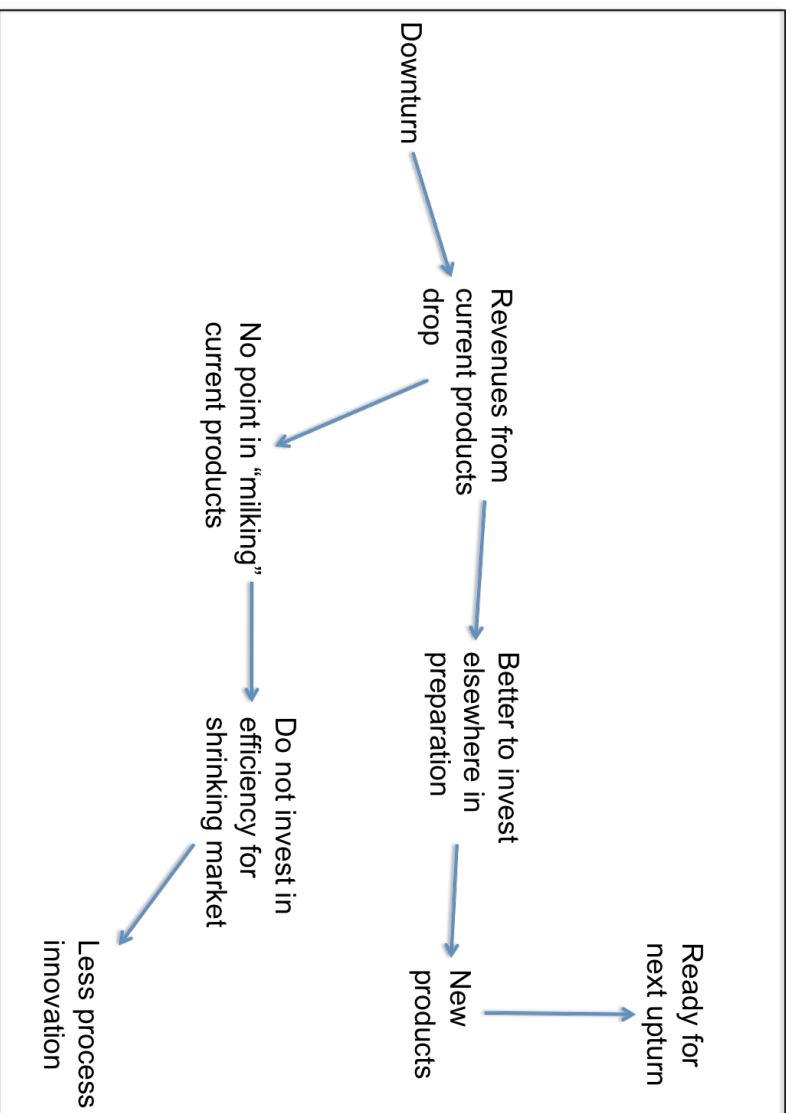 Ready for
next upturn
Downturn
Revenues from
current products
drop
Better to invest
elsewhere in
preparation
New
products
No point in “milking”
current products
Do not invest in
efficiency for
shrinking market
Less process
innovation